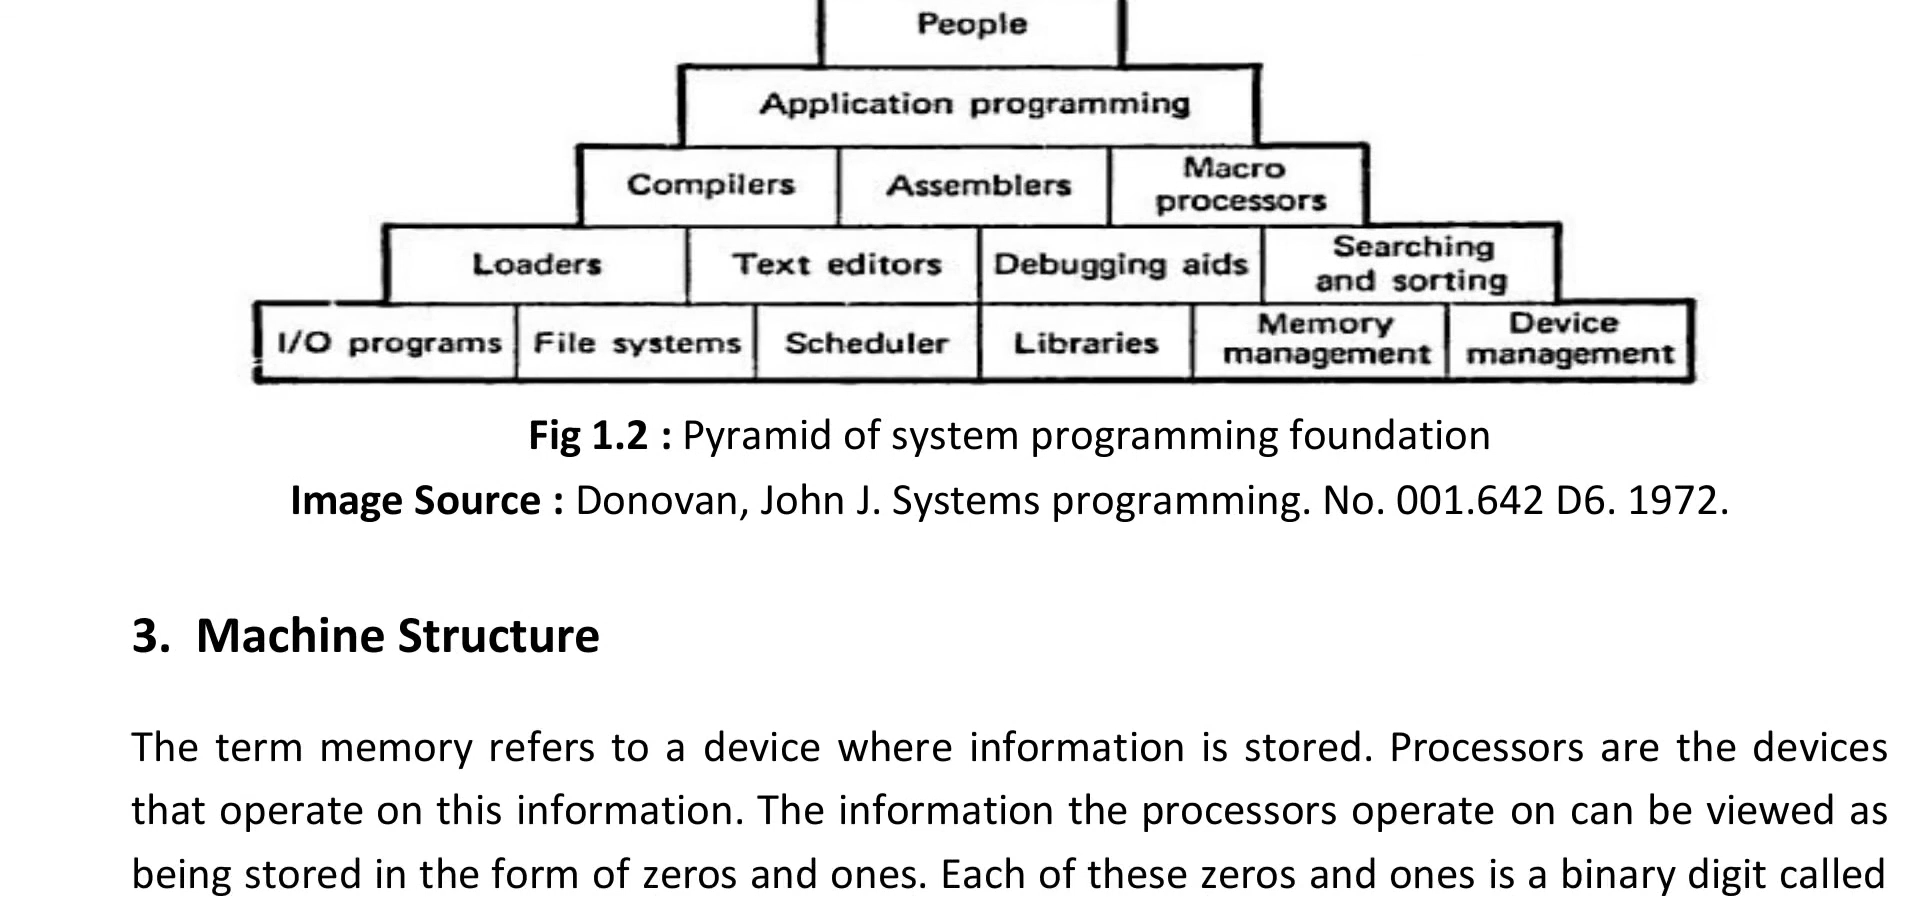 People
Application programming
Compilers Assemblers Macro processors
Loaders Text editors Debugging aids Searching and sorting
I/O programs File systems Scheduler Libraries Memory management Device management
Fig 1.2 : Pyramid of system programming foundation
Image Source : Donovan, John J. Systems programming. No. 001.642 D6. 1972.
3. Machine Structure
The term memory refers to a device where information is stored. Processors are the devices
that operate on this information. The information the processors operate on can be viewed as
being stored in the form of zeros and ones. Each of these zeros and ones is a binary digit called